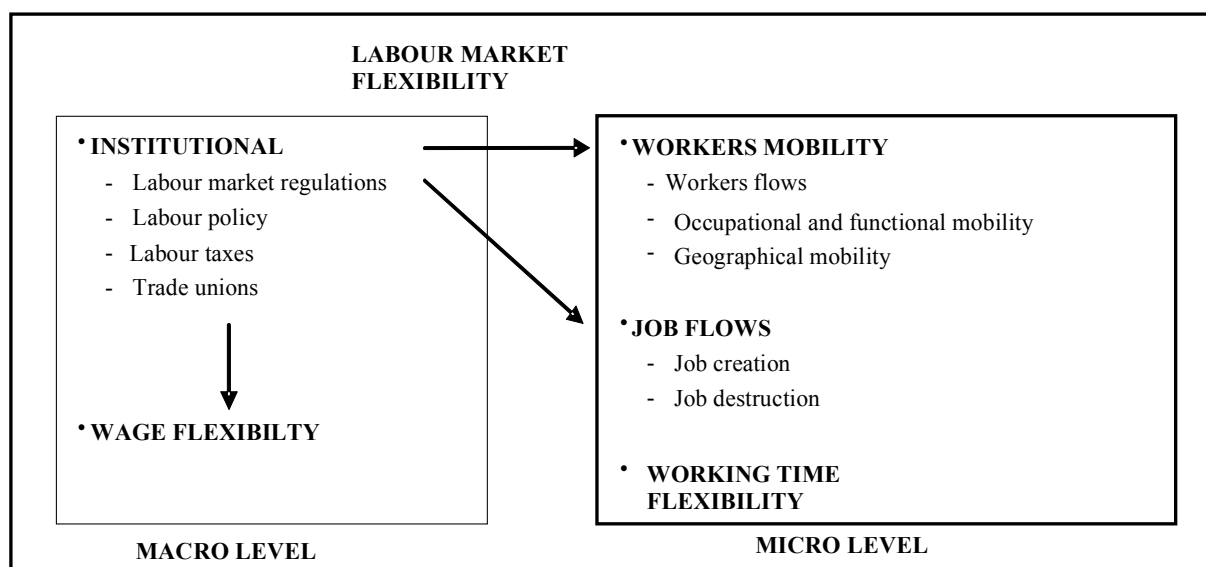 LABOUR MARKET
FLEXIBILITY
• INSTITUTIONAL
- Labour market regulations
- Labour policy
- Labour taxes
- Trade unions
• WAGE FLEXIBILTY
MACRO LEVEL
• WORKERS MOBILITY
- Workers flows
- Occupational and functional mobility
- Geographical mobility
• JOB FLOWS
- Job creation
- Job destruction
• WORKING TIME
FLEXIBILITY
MICRO LEVEL